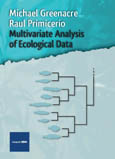 Michael Greenacre
Raul Primicerio
Multivariate Analysis
of Ecological Data